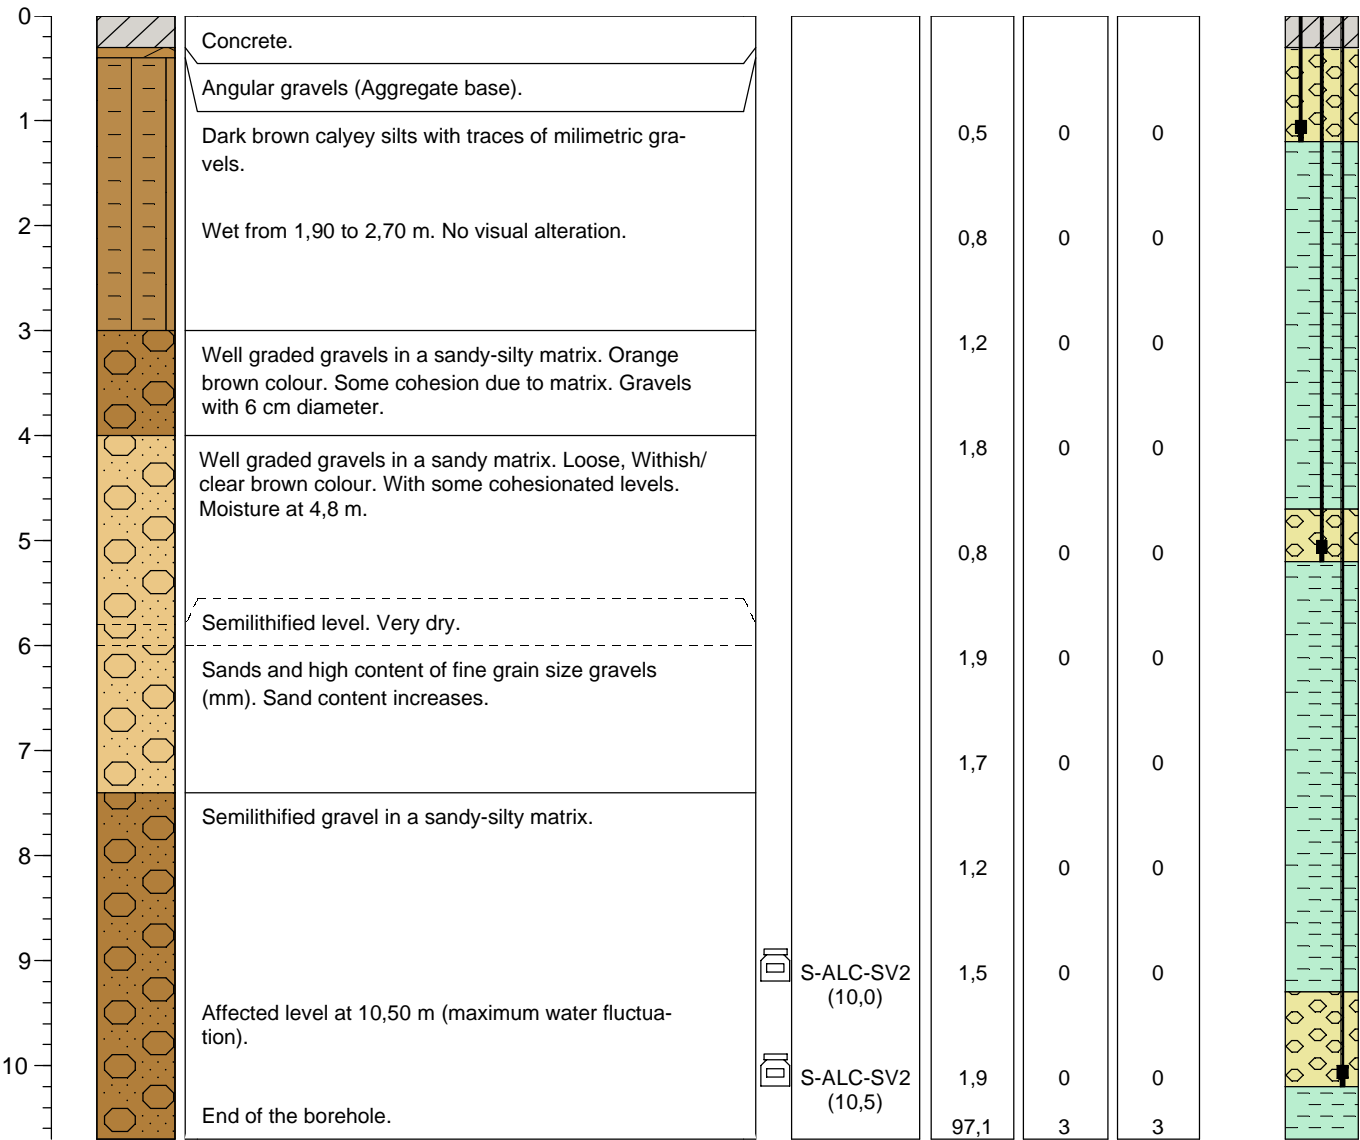 0
Concrete.
Angular gravels (Aggregate base).
1
Dark brown calyey silts with traces of milimetric gra-
vels.
0,5 0 0
2
Wet from 1,90 to 2,70 m. No visual alteration.
0,8 0 0
3
Well graded gravels in a sandy-silty matrix. Orange
brown colour. Some cohesion due to matrix. Gravels
with 6 cm diameter.
1,2 0 0
4
Well graded gravels in a sandy matrix. Loose, Withish/
clear brown colour. With some cohesionated levels.
Moisture at 4,8 m.
1,8 0 0
5
0,8 0 0
Semilithified level. Very dry.
6
Sands and high content of fine grain size gravels
(mm). Sand content increases.
1,9 0 0
7
1,7 0 0
Semilithified gravel in a sandy-silty matrix.
8
1,2 0 0
9
S-ALC-SV2 1,5 0 0
(10,0)
Affected level at 10,50 m (maximum water fluctua-
tion).
10
S-ALC-SV2 1,9 0 0
(10,5)
End of the borehole.
97,1 3 3